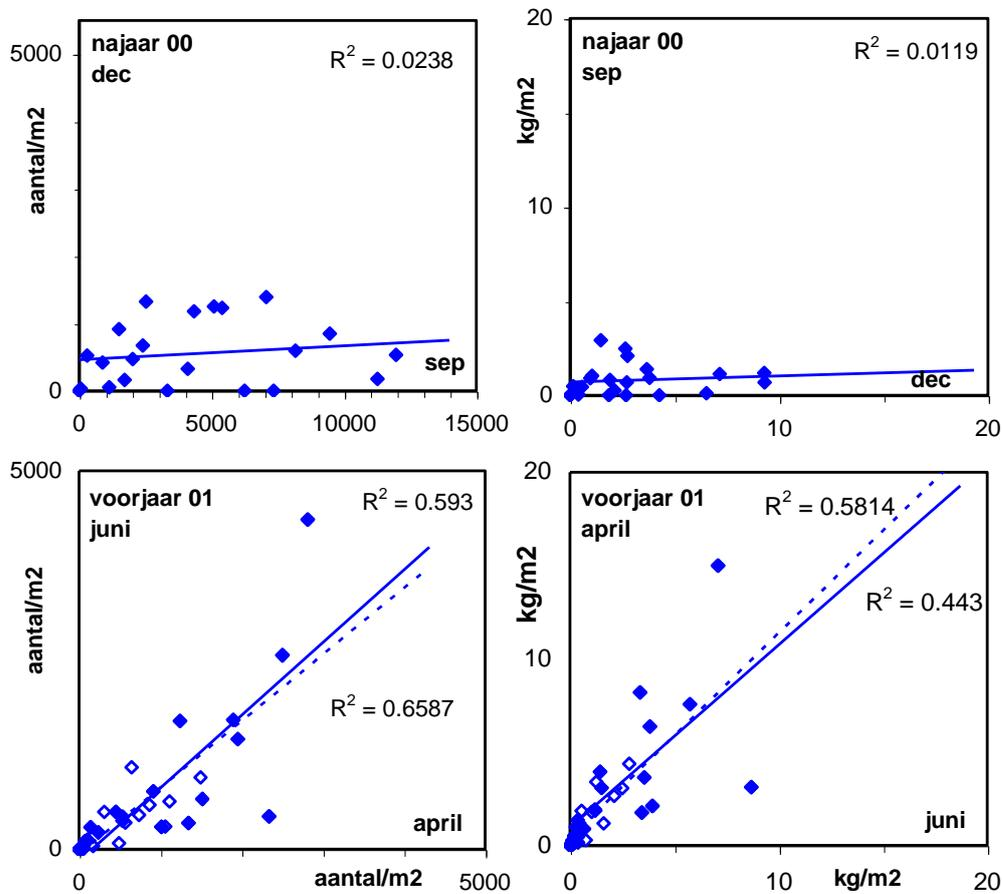 najaar 00
dec
R² = 0.0238
5000
0
aantal/m2
sep
0
5000
10000
15000
najaar 00
sep
R² = 0.0119
20
10
0
kg/m2
dec
0
10
20
voorjaar 01
juni
R² = 0.593
R² = 0.6587
5000
0
aantal/m2
april
0
aantal/m2
5000
voorjaar 01
april
R² = 0.5814
R² = 0.443
20
10
0
kg/m2
juni
0
10
kg/m2
20